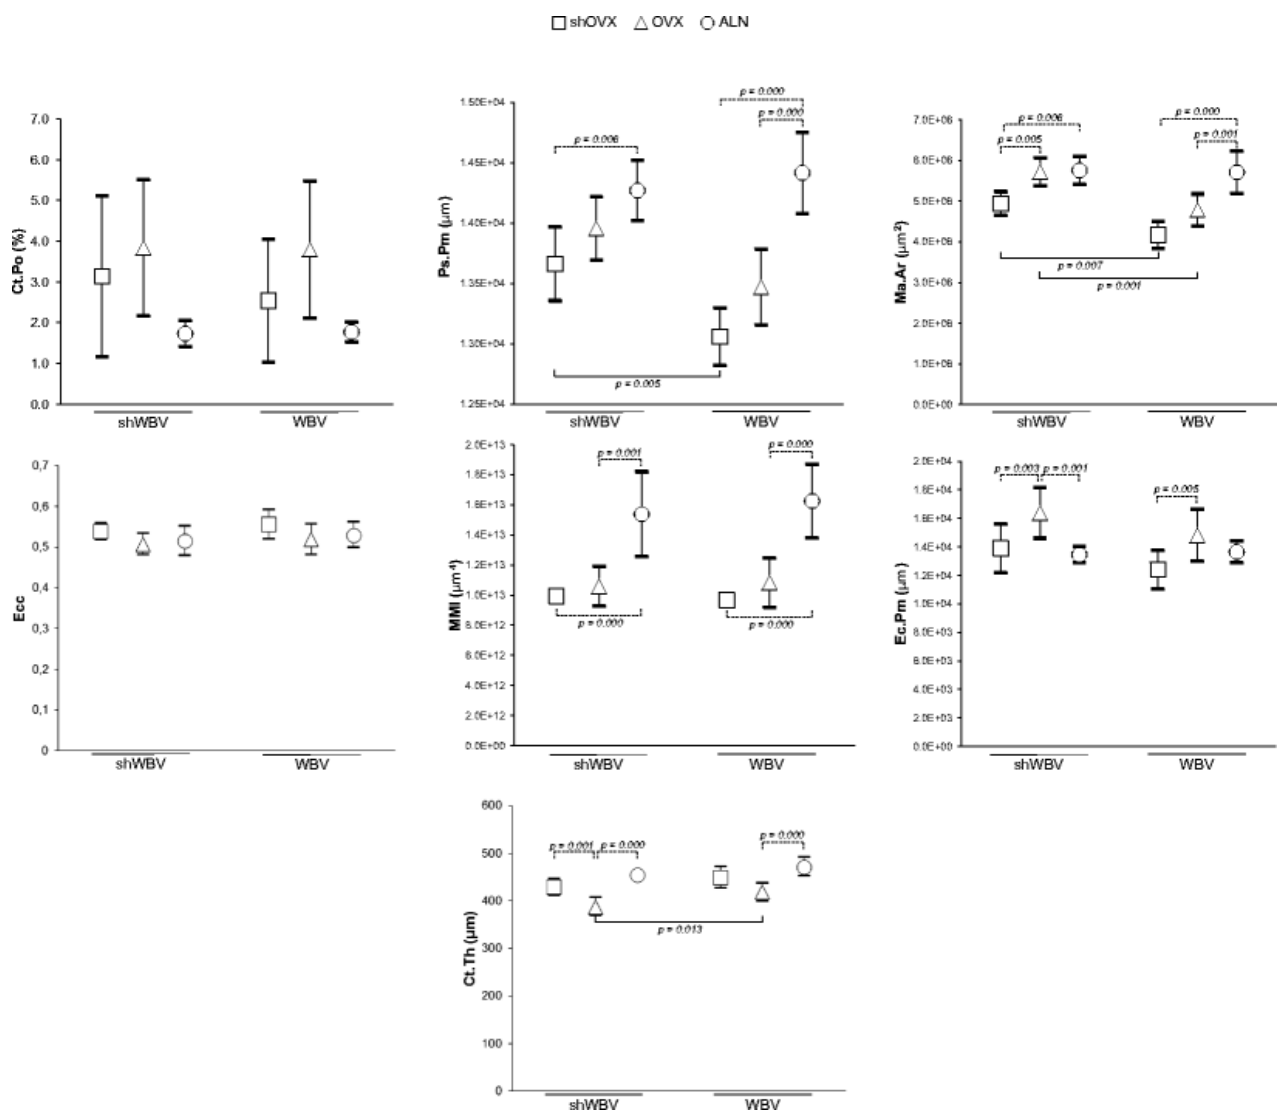 shOVX OVX ALN
Ct.Po (%)
7.0
6.0
5.0
4.0
3.0
2.0
1.0
0.0
shWBV WBV
Ps.Pm (μm)
1.50E+04
1.45E+04
1.40E+04
1.35E+04
1.30E+04
1.25E+04
p = 0.006
p = 0.000
p = 0.000
p = 0.005
shWBV WBV
Ma.Ar (μm²)
7.0E+06
6.0E+06
5.0E+06
4.0E+06
3.0E+06
2.0E+06
1.0E+06
0.0E+00
p = 0.006
p = 0.005
p = 0.000
p = 0.001
p = 0.007
p = 0.001
shWBV WBV
Ecc
0,7
0,6
0,5
0,4
0,3
0,2
0,1
0
shWBV WBV
MMI (μm⁴)
2.0E+13
1.8E+13
1.6E+13
1.4E+13
1.2E+13
1.0E+13
8.0E+12
6.0E+12
4.0E+12
2.0E+12
0.0E+00
p = 0.001
p = 0.000
p = 0.000
p = 0.000
shWBV WBV
Ec.Pm (μm)
2.0E+04
1.8E+04
1.6E+04
1.4E+04
1.2E+04
1.0E+04
8.0E+03
6.0E+03
4.0E+03
2.0E+03
0.0E+00
p = 0.003 p = 0.001
p = 0.005
shWBV WBV
Ct.Th (μm)
600
500
400
300
200
100
0
p = 0.001 p = 0.000
p = 0.000
p = 0.013
shWBV WBV